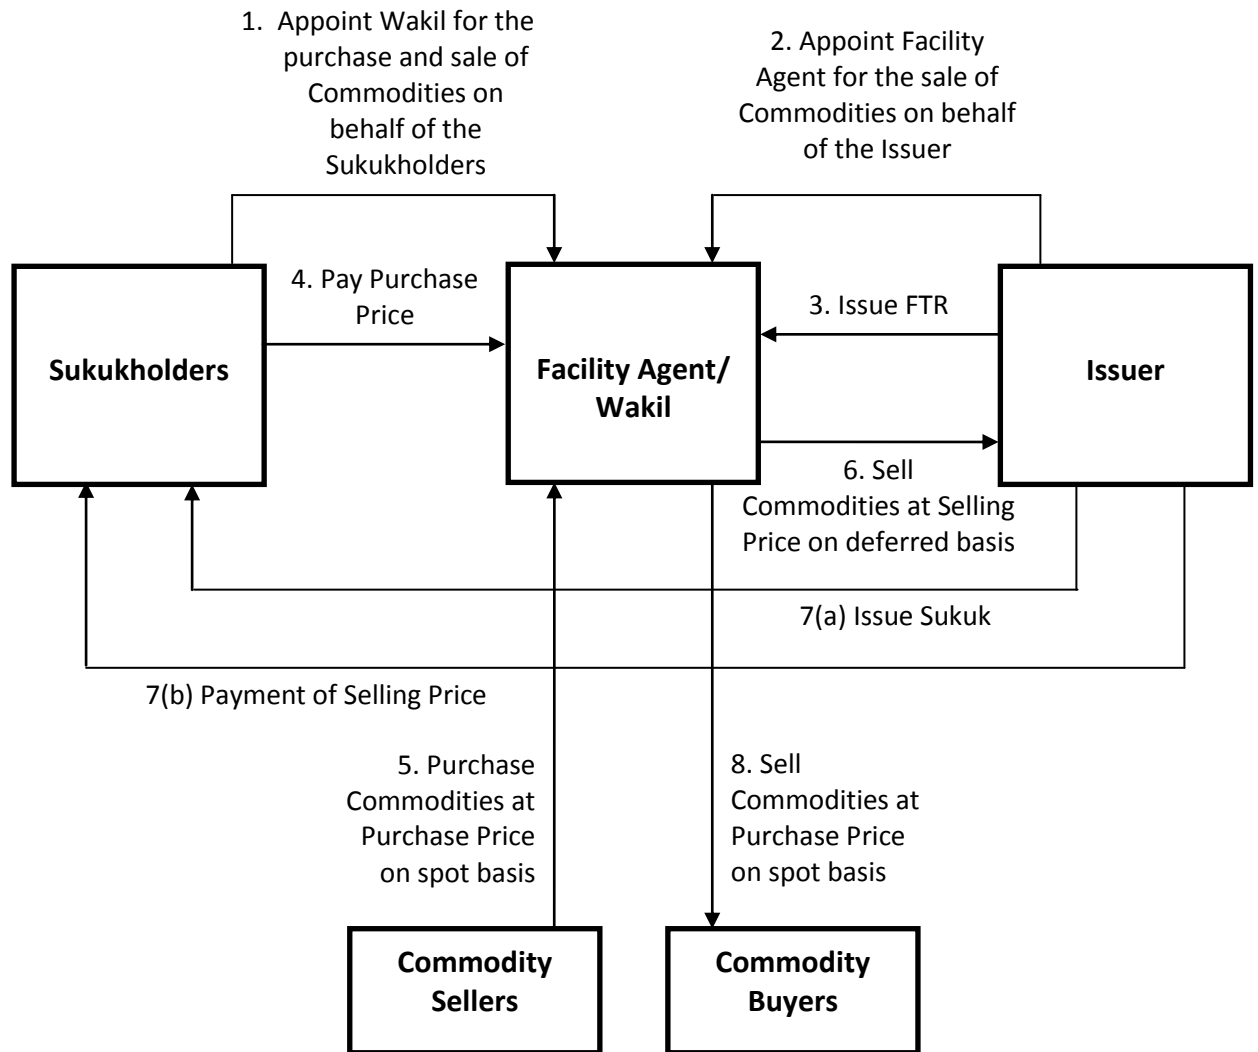 1. Appoint Wakil for the
purchase and sale of
Commodities on
behalf of the
Sukukholders
2. Appoint Facility
Agent for the sale of
Commodities on behalf
of the Issuer
4. Pay Purchase
Price
3. Issue FTR
Sukukholders
Facility Agent/
Wakil
Issuer
6. Sell
Commodities at Selling
Price on deferred basis
7(a) Issue Sukuk
7(b) Payment of Selling Price
5. Purchase
Commodities at
Purchase Price
on spot basis
8. Sell
Commodities at
Purchase Price
on spot basis
Commodity
Sellers
Commodity
Buyers